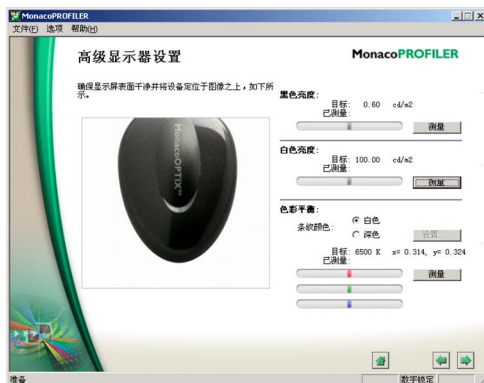 MonacoPROFILER
文件(F) 选项 帮助(H)
高级显示器设置
MonacoPROFILER
确保显示屏表面干净并将设备定位于图像之上，如下所
示。
MonacoOPTIX
黑色亮度:
目标: 0.60 cd/m2
已测量:
测量
白色亮度:
目标: 100.00 cd/m2
已测量:
测量
色彩平衡:
条纹颜色:
白色
深色
设置...
目标: 6500 K x= 0.314, y= 0.324
已测量:
测量
准备
数字锁定